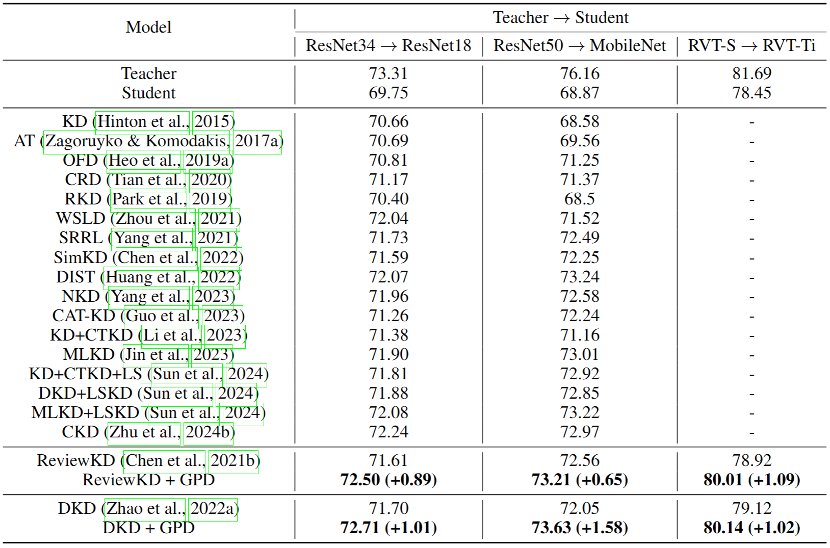 Model Teacher → Student
ResNet34 → ResNet18 ResNet50 → MobileNet RVT-S → RVT-Ti
Teacher 73.31 76.16 81.69
Student 69.75 68.87 78.45
KD (Hinton et al., 2015) 70.66 68.58 -
AT (Zagoruyko & Komodakis, 2017a) 70.69 69.56 -
OFD (Heo et al., 2019a) 70.81 71.25 -
CRD (Tian et al., 2020) 71.17 71.37 -
RKD (Park et al., 2019) 70.40 68.5 -
WSLD (Zhou et al., 2021) 72.04 71.52 -
SRRL (Yang et al., 2021) 71.73 72.49 -
SimKD (Chen et al., 2022) 71.59 72.25 -
DIST (Huang et al., 2022) 72.07 73.24 -
NKD (Yang et al., 2023) 71.96 72.58 -
CAT-KD (Guo et al., 2023) 71.26 72.24 -
KD+CTKD (Li et al., 2023) 71.38 71.16 -
MLKD (Jin et al., 2023) 71.90 73.01 -
KD+CTKD+LS (Sun et al., 2024) 71.81 72.92 -
DKD+LSKD (Sun et al., 2024) 71.88 72.85 -
MLKD+LSKD (Sun et al., 2024) 72.08 73.22 -
CKD (Zhu et al., 2024b) 72.24 72.97 -
ReviewKD (Chen et al., 2021b) 71.61 72.56 78.92
ReviewKD + GPD 72.50 (+0.89) 73.21 (+0.65) 80.01 (+1.09)
DKD (Zhao et al., 2022a) 71.70 72.05 79.12
DKD + GPD 72.71 (+1.01) 73.63 (+1.58) 80.14 (+1.02)